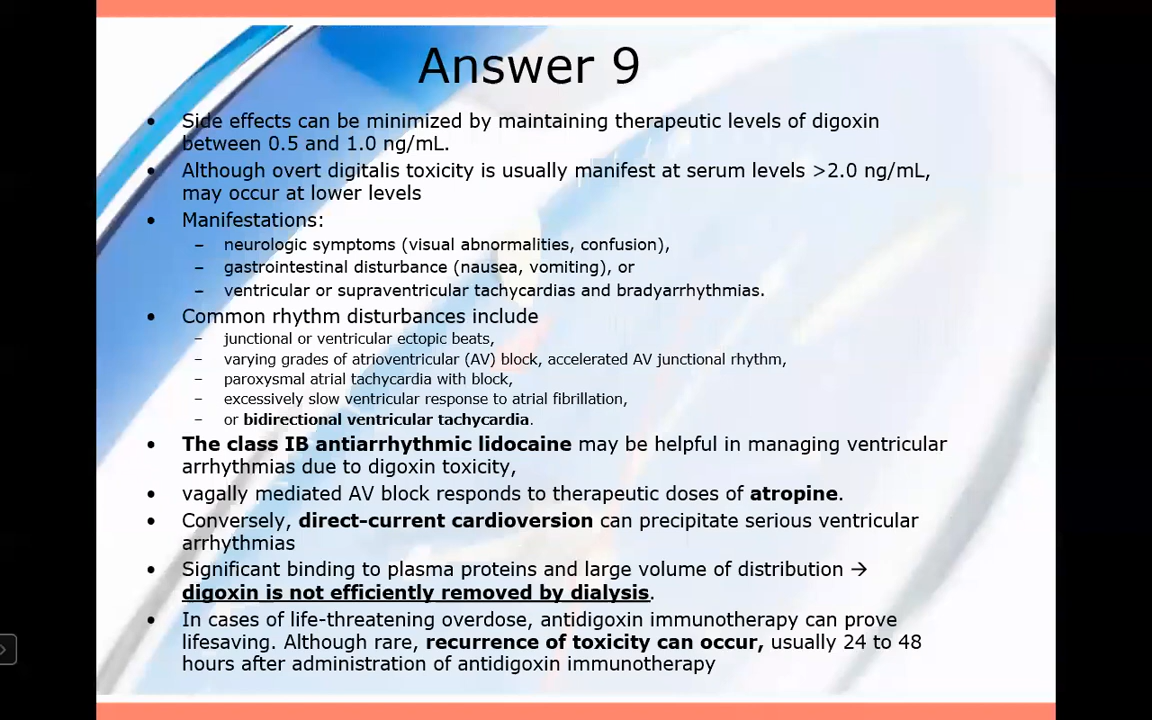 Answer 9
• Side effects can be minimized by maintaining therapeutic levels of digoxin
between 0.5 and 1.0 ng/mL.
• Although overt digitalis toxicity is usually manifest at serum levels >2.0 ng/mL,
may occur at lower levels
• Manifestations:
– neurologic symptoms (visual abnormalities, confusion),
– gastrointestinal disturbance (nausea, vomiting), or
– ventricular or supraventricular tachycardias and bradyarrhythmias.
• Common rhythm disturbances include
– junctional or ventricular ectopic beats,
– varying grades of atrioventricular (AV) block, accelerated AV junctional rhythm,
– paroxysmal atrial tachycardia with block,
– excessively slow ventricular response to atrial fibrillation,
– or bidirectional ventricular tachycardia.
• The class IB antiarrhythmic lidocaine may be helpful in managing ventricular
arrhythmias due to digoxin toxicity,
• vagally mediated AV block responds to therapeutic doses of atropine.
• Conversely, direct-current cardioversion can precipitate serious ventricular
arrhythmias
• Significant binding to plasma proteins and large volume of distribution →
digoxin is not efficiently removed by dialysis.
• In cases of life-threatening overdose, antidigoxin immunotherapy can prove
lifesaving. Although rare, recurrence of toxicity can occur, usually 24 to 48
hours after administration of antidigoxin immunotherapy